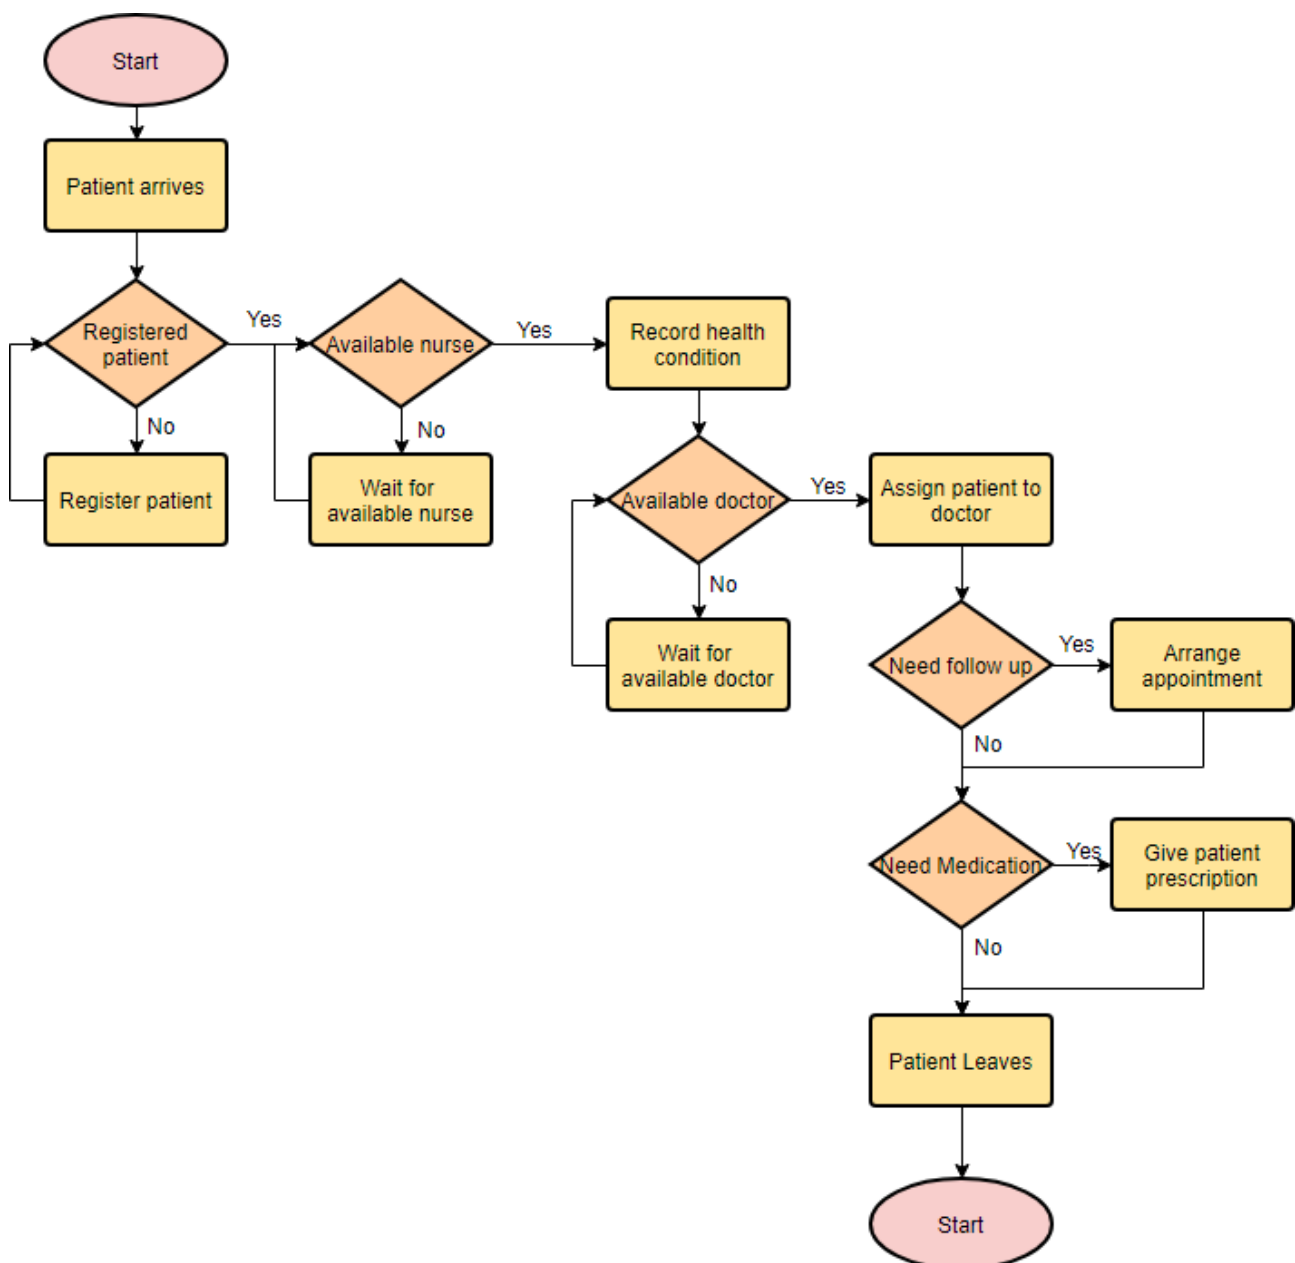 Start
Patient arrives
Registered
patient
Yes
No
Register patient
Available nurse
Yes
No
Wait for
available nurse
Record health
condition
Available doctor
Yes
No
Wait for
available doctor
Assign patient to
doctor
Need follow up
Yes
Arrange
appointment
No
Need Medication
Yes
Give patient
prescription
No
Patient Leaves
Start